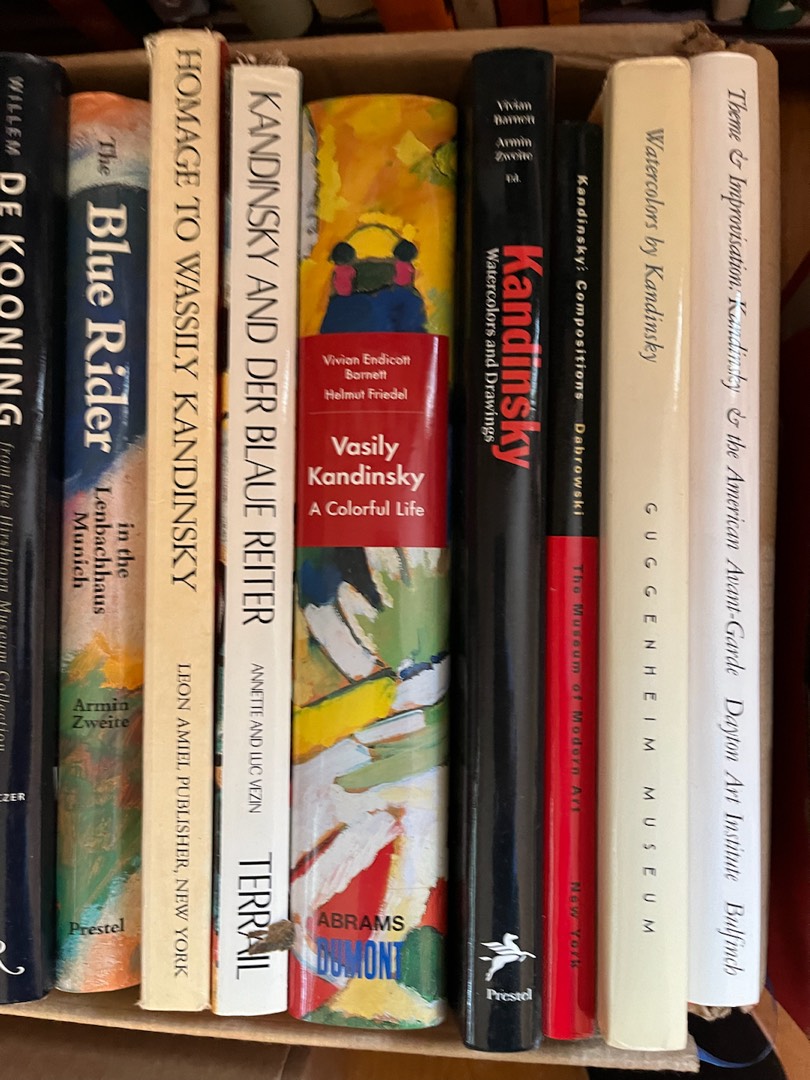 WILLEM DE KOONING from the Hirshhorn Museum Collection
CZER
The
Blue Rider
in the
Lenbachhaus
Munich
Armin
Zweite
Prestel
HOMAGE TO WASSILY KANDINSKY LEON AMIEL PUBLISHER, NEW YORK
KANDINSKY AND DER BLAUE REITER ANNETTE AND LUC VEZIN TERRAIL
Vivian Endicott
Barnett
Helmut Friedel
Vasily
Kandinsky
A Colorful Life
ABRAMS
DUMONT
Vivian
Barnett
Armin
Zweite
Ed.
Kandinsky
Watercolors and Drawings
Prestel
Kandinsky: Compositions Dabrowski The Museum of Modern Art New York
Watercolors by Kandinsky GUGGENHEIM MUSEUM
Theme & Improvisation: Kandinsky & the American Avant-Garde Dayton Art Institute Bulfinch